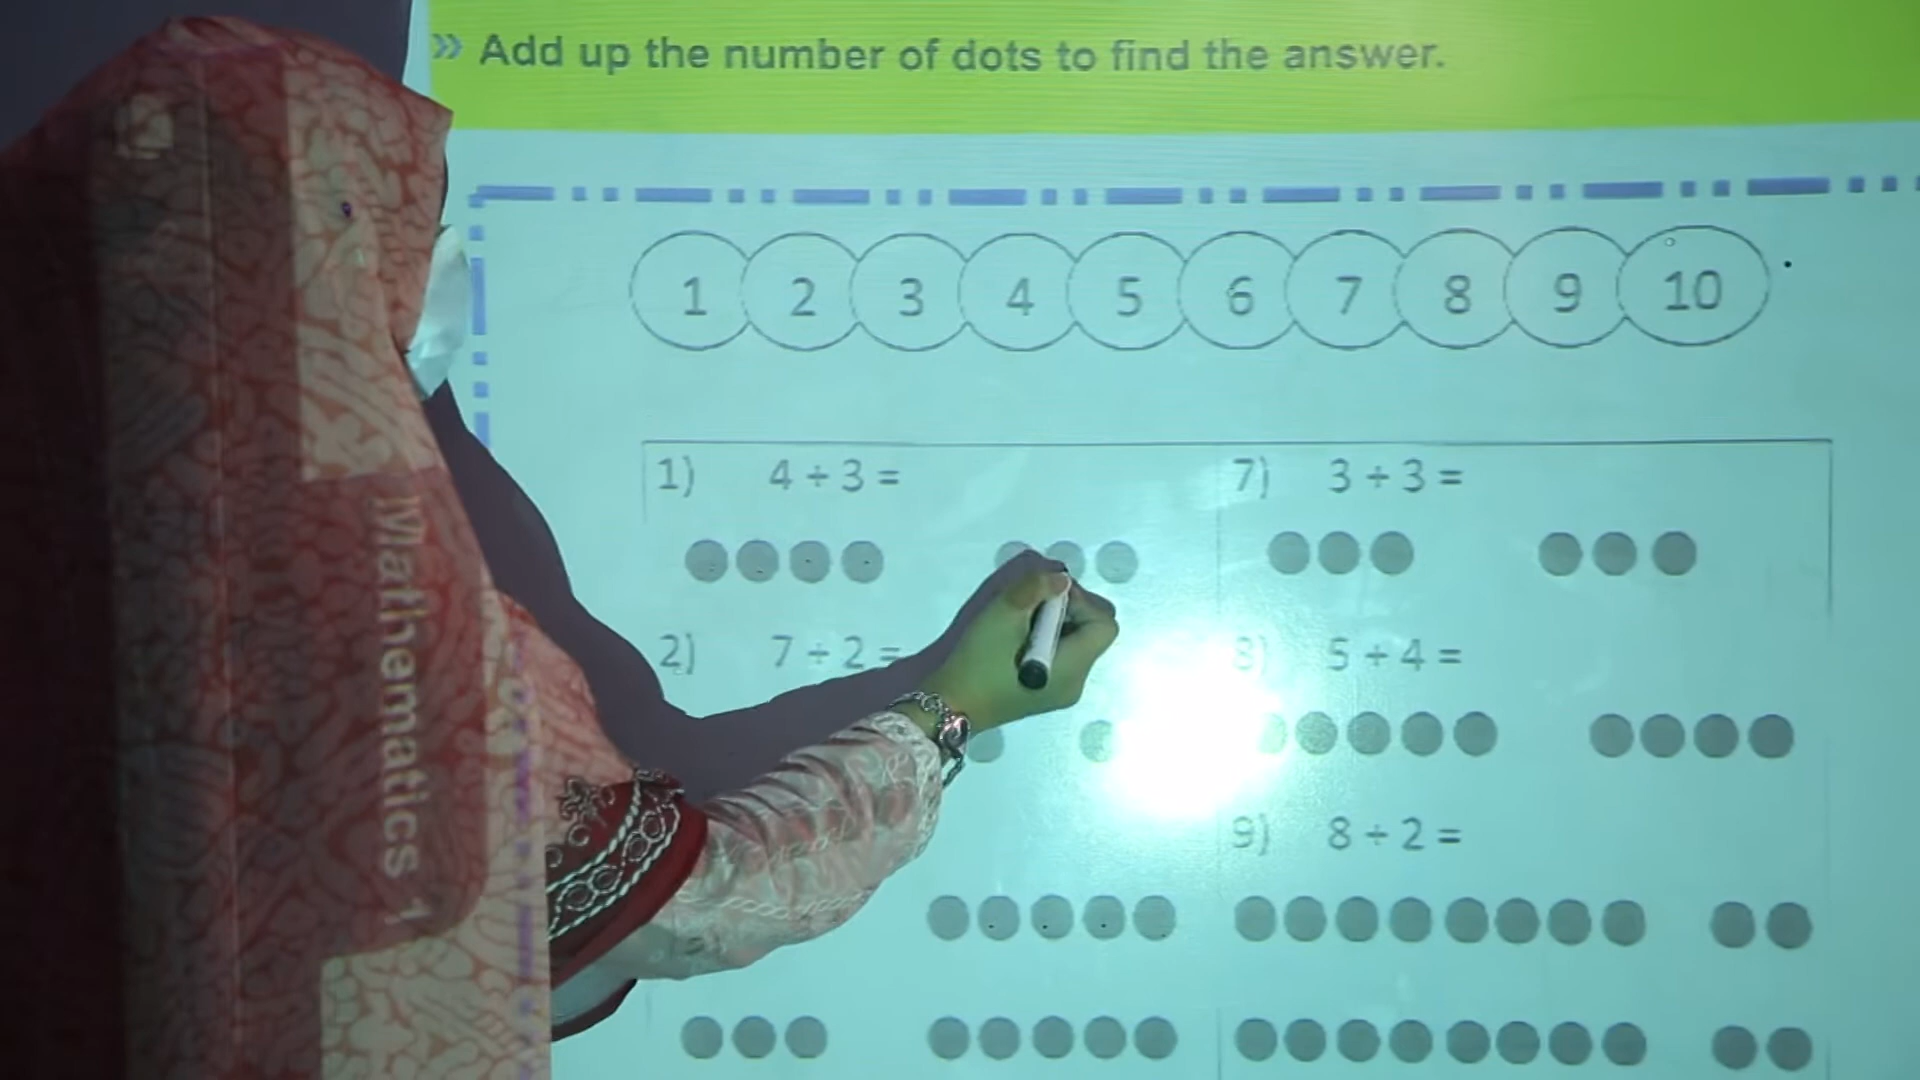 » Add up the number of dots to find the answer.
1 2 3 4 5 6 7 8 9 10
1) 4 + 3 =
7) 3 + 3 =
2) 7 + 2 =
8) 5 + 4 =
9) 8 + 2 =
Mathematics 1